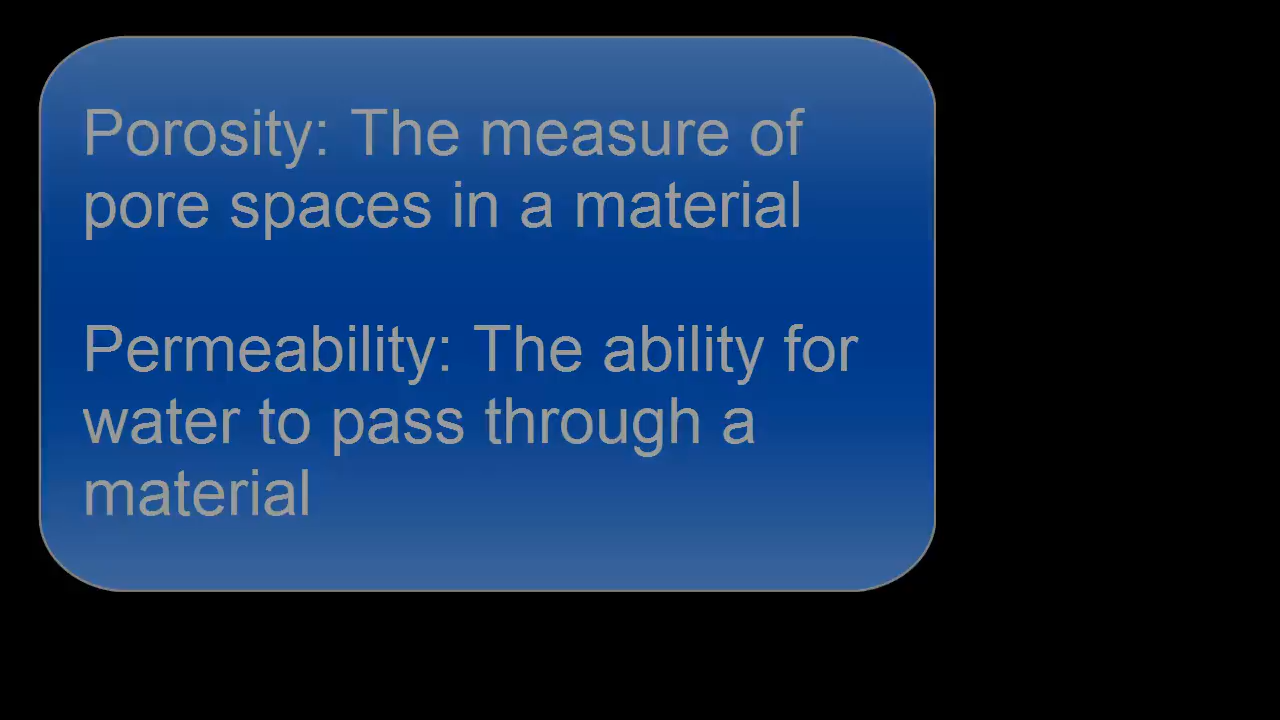 Porosity: The measure of
pore spaces in a material
Permeability: The ability for
water to pass through a
material